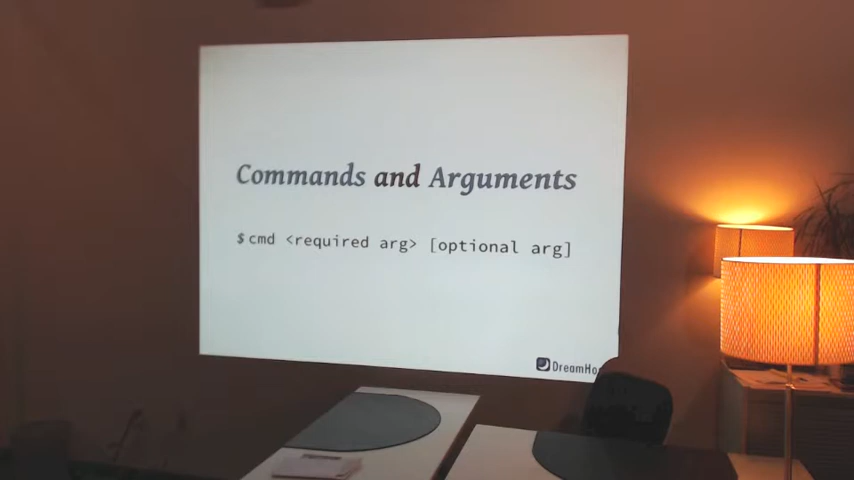 Commands and Arguments
$ cmd <required arg> [optional arg]